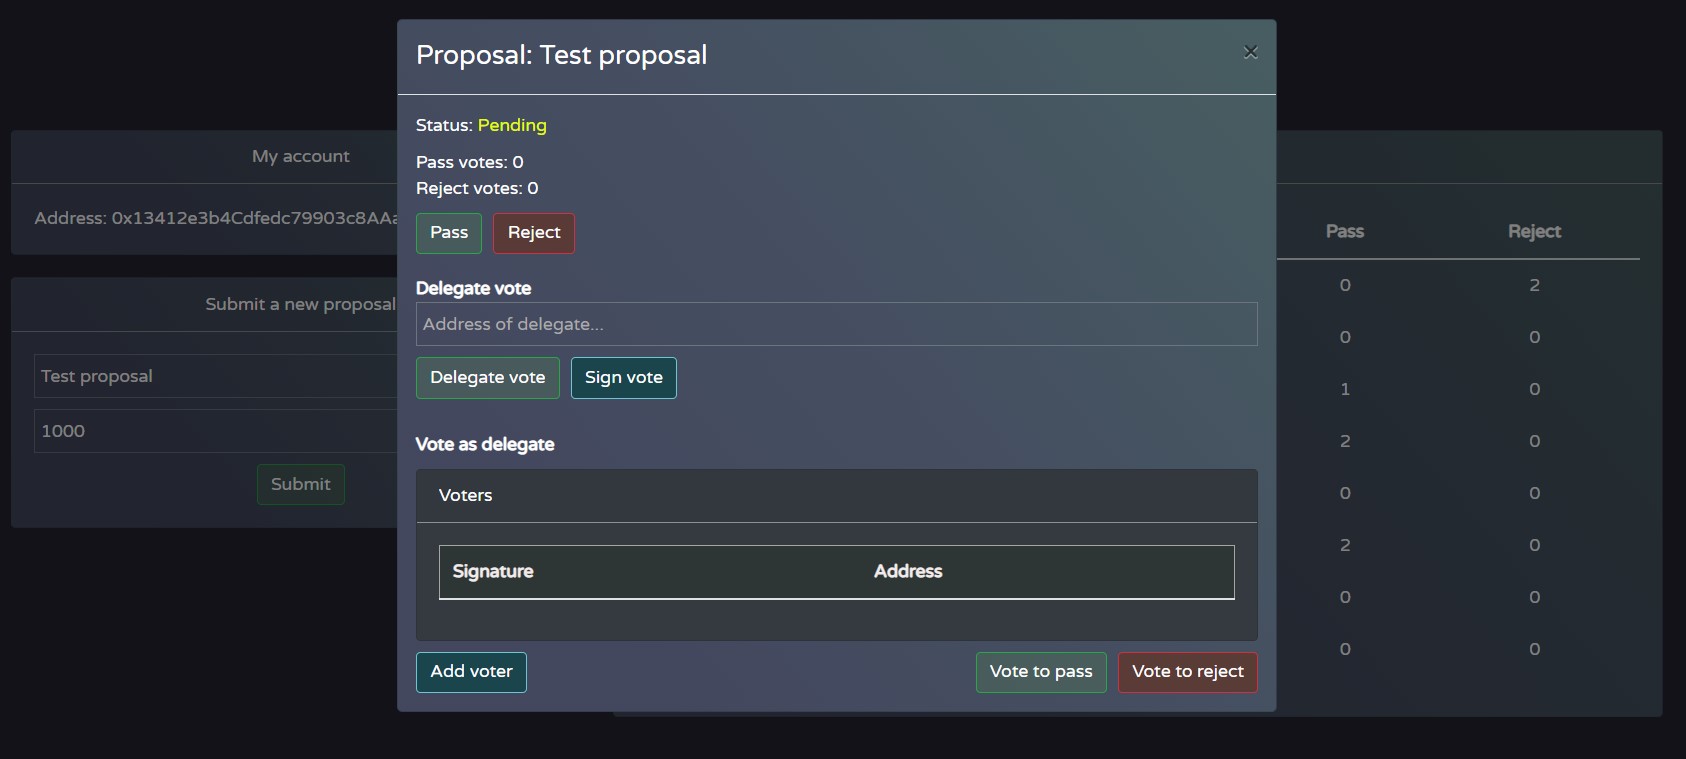 Proposal: Test proposal
×
Status: Pending
Pass votes: 0
Reject votes: 0
Pass Reject
Delegate vote
Address of delegate...
Delegate vote Sign vote
Vote as delegate
Voters
Signature Address
Add voter Vote to pass Vote to reject
My account
Address: 0x13412e3b4Cdfedc79903c8AAa
Submit a new proposal
Test proposal
1000
Submit
Pass Reject
0 2
0 0
1 0
2 0
0 0
2 0
0 0
0 0